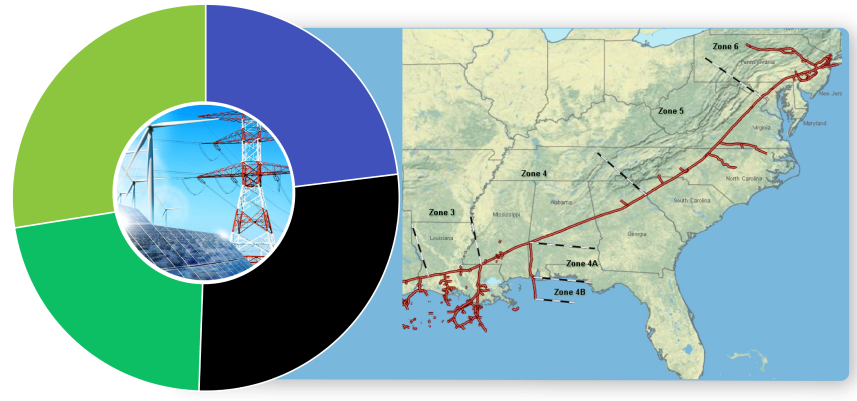 Zone 6
Pennsylvania
New Jers
Maryland
Zone 5
Virginia
Zone 4
North Carolina
Alabama
South Carolina
Zone 3
Mississippi
Louisiana
Georgia
Zone 4A
Zone 4B